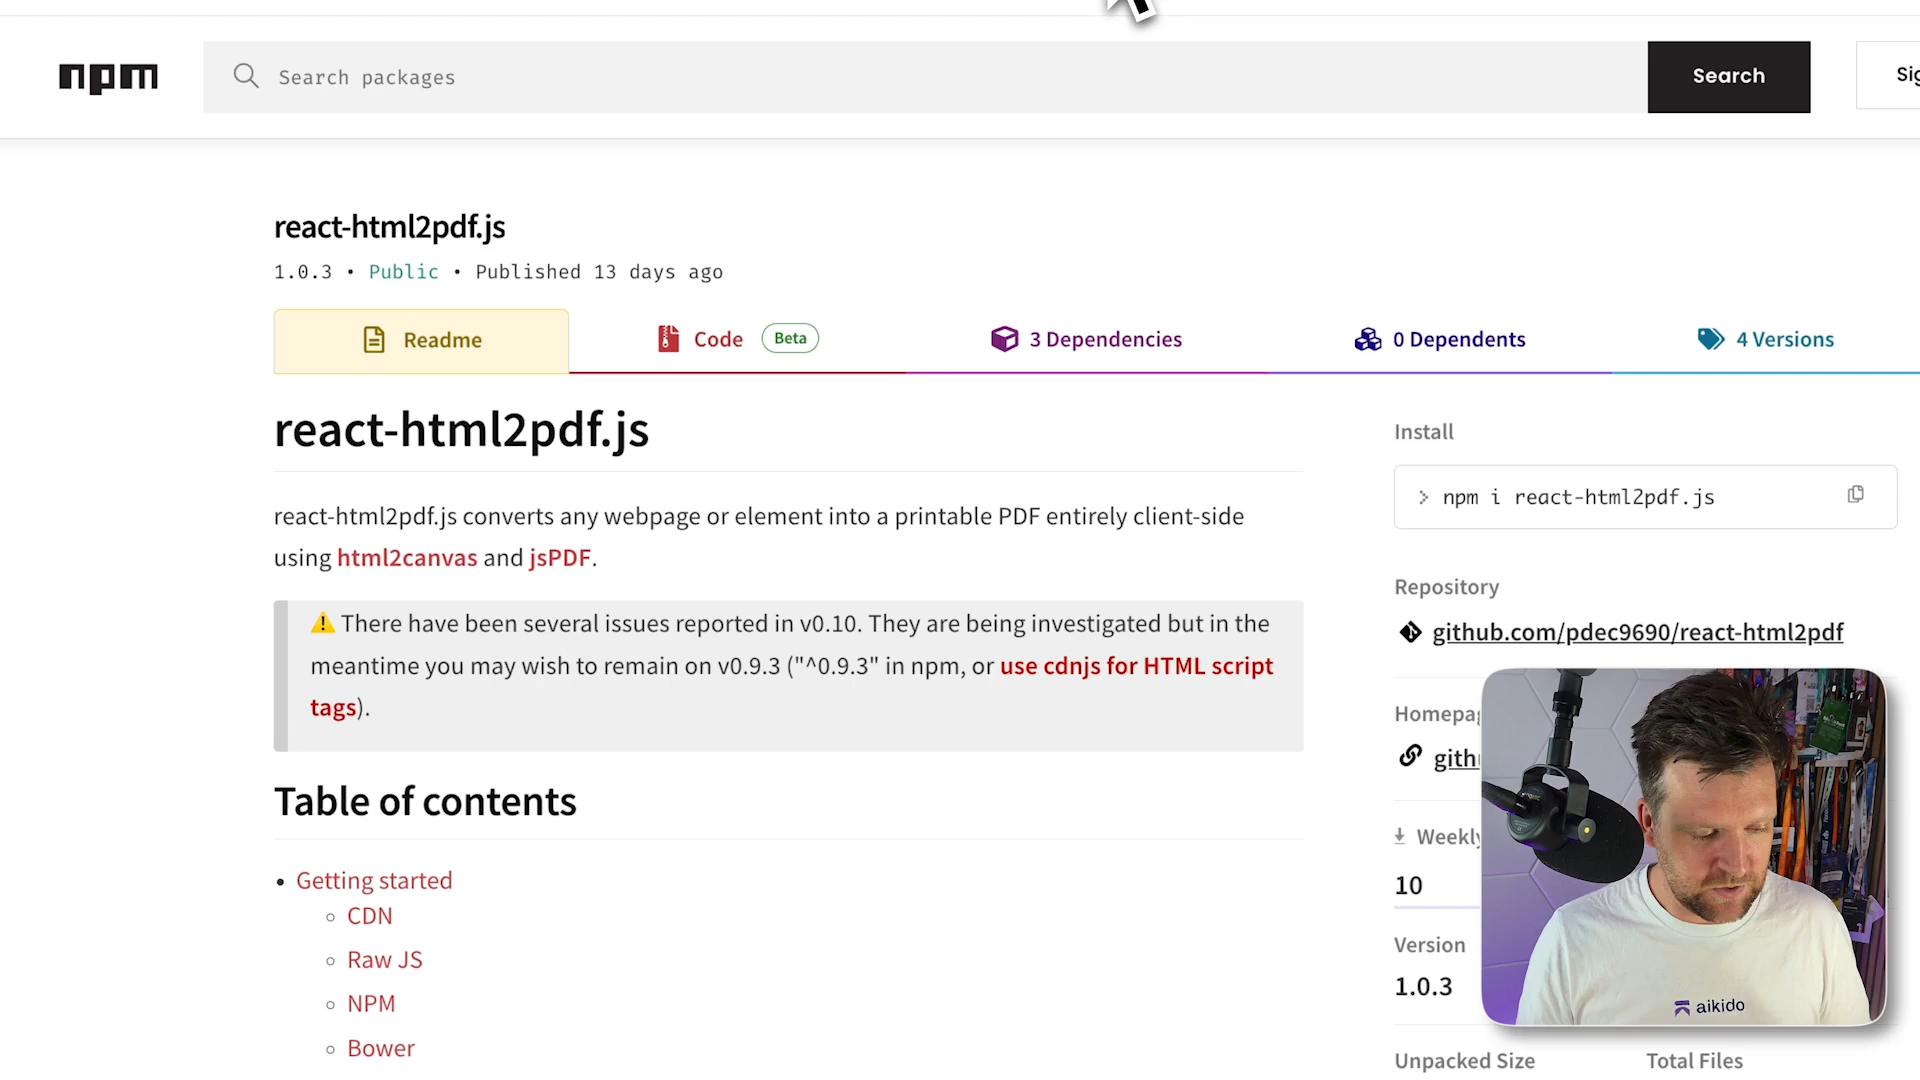 npm
Search packages
Search
Sig
react-html2pdf.js
1.0.3 • Public • Published 13 days ago
Readme
Code Beta
3 Dependencies
0 Dependents
4 Versions
react-html2pdf.js
react-html2pdf.js converts any webpage or element into a printable PDF entirely client-side
using html2canvas and jsPDF.
⚠️ There have been several issues reported in v0.10. They are being investigated but in the
meantime you may wish to remain on v0.9.3 ("^0.9.3" in npm, or use cdnjs for HTML script
tags).
Table of contents
• Getting started
◦ CDN
◦ Raw JS
◦ NPM
◦ Bower
Install
> npm i react-html2pdf.js
Repository
github.com/pdec9690/react-html2pdf
Homepag
gith
Weekly
10
Version
1.0.3
Unpacked Size
Total Files
aikido